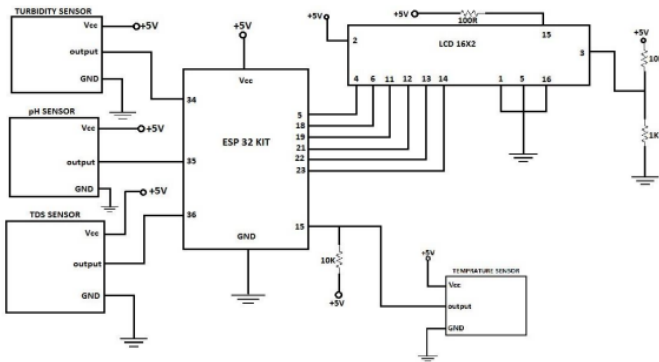 TURBIDITY SENSOR
Vcc
+5V
output
GND
pH SENSOR
Vcc
+5V
output
GND
TDS SENSOR
+5V
Vcc
output
GND
+5V
Vcc
ESP 32 KIT
34
35
36
5
18
19
21
22
23
15
GND
10K
+5V
+5V
+5V
100R
LCD 16X2
2
15
3
4
6
11
12
13
14
1
5
16
+5V
1K
+5V
TEMPRATURE SENSOR
Vcc
output
GND